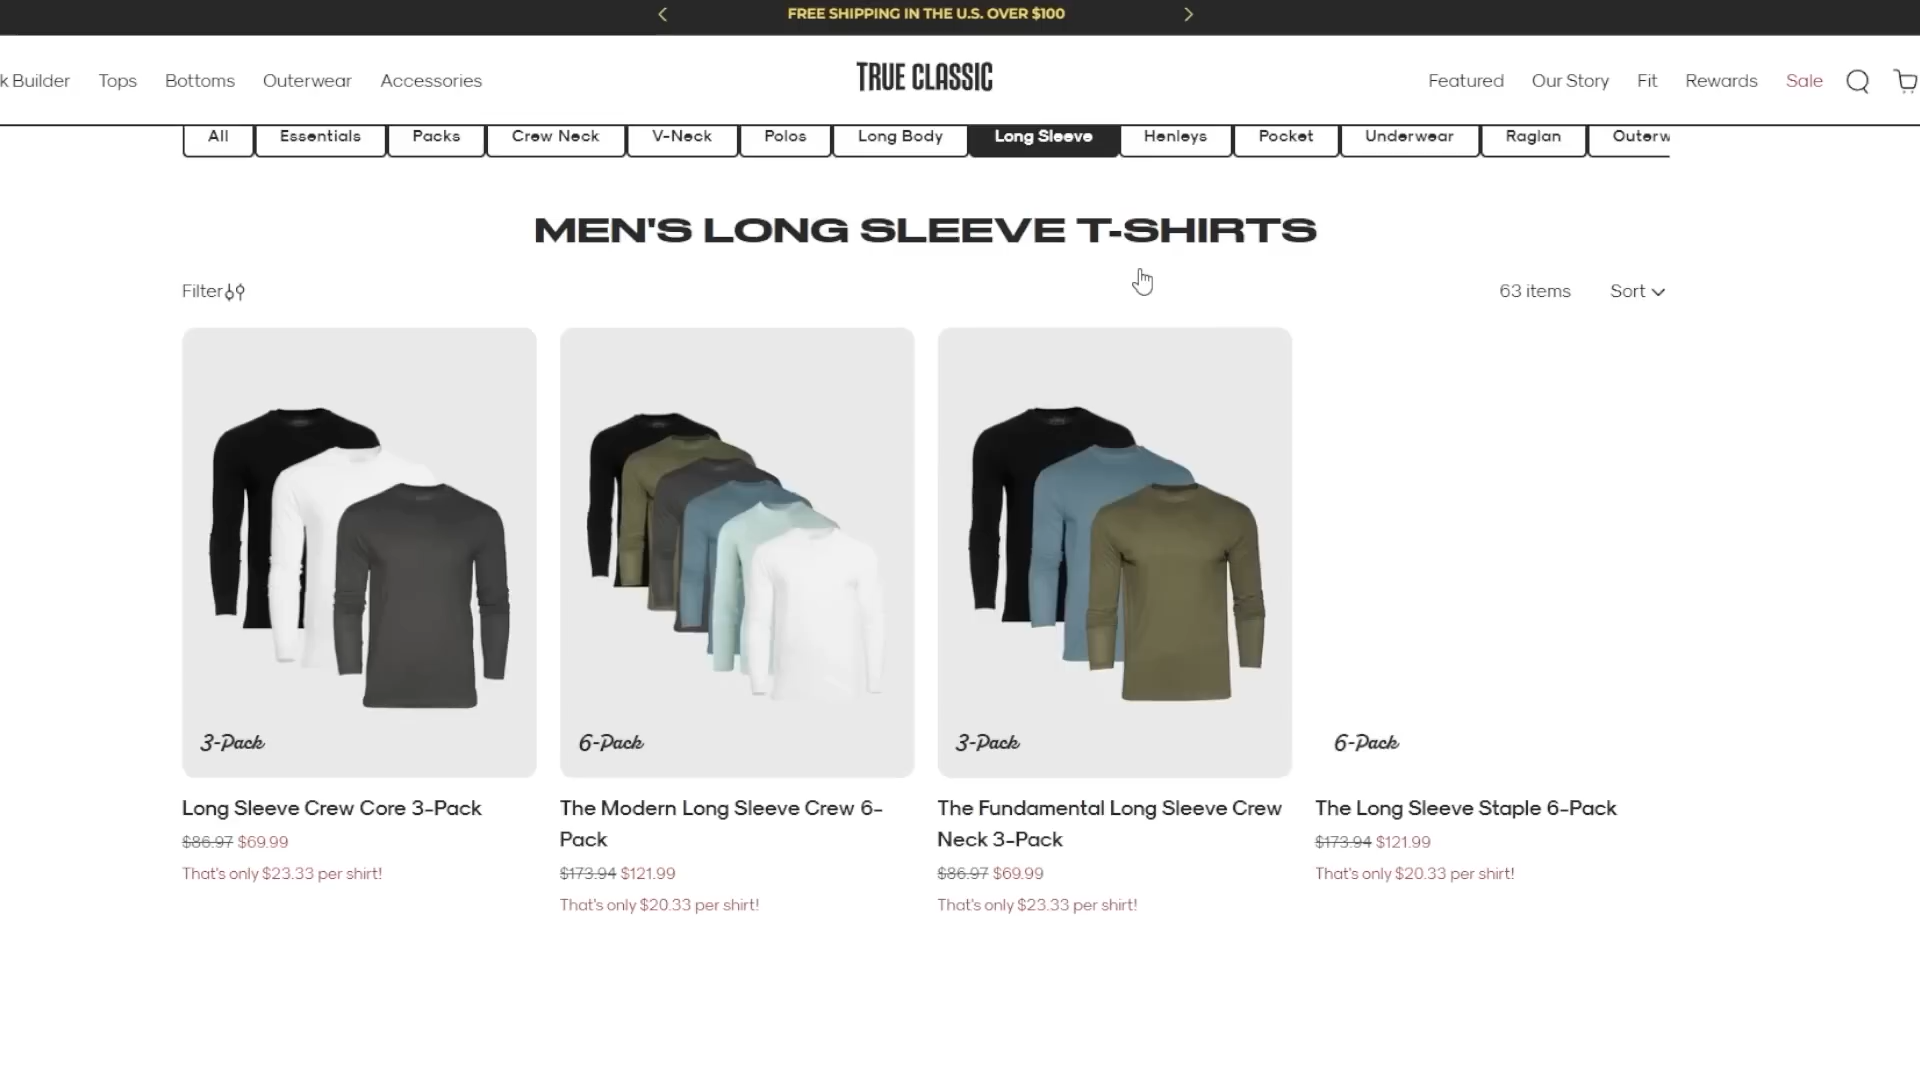 FREE SHIPPING IN THE U.S. OVER $100
k Builder Tops Bottoms Outerwear Accessories
TRUE CLASSIC
Featured Our Story Fit Rewards Sale
All Essentials Packs Crew Neck V-Neck Polos Long Body Long Sleeve Henleys Pocket Underwear Raglan Outerw
MEN'S LONG SLEEVE T-SHIRTS
Filter
63 items Sort
3-Pack
Long Sleeve Crew Core 3-Pack
$86.97 $69.99
That's only $23.33 per shirt!
6-Pack
The Modern Long Sleeve Crew 6-
Pack
$173.94 $121.99
That's only $20.33 per shirt!
3-Pack
The Fundamental Long Sleeve Crew
Neck 3-Pack
$86.97 $69.99
That's only $23.33 per shirt!
6-Pack
The Long Sleeve Staple 6-Pack
$173.94 $121.99
That's only $20.33 per shirt!